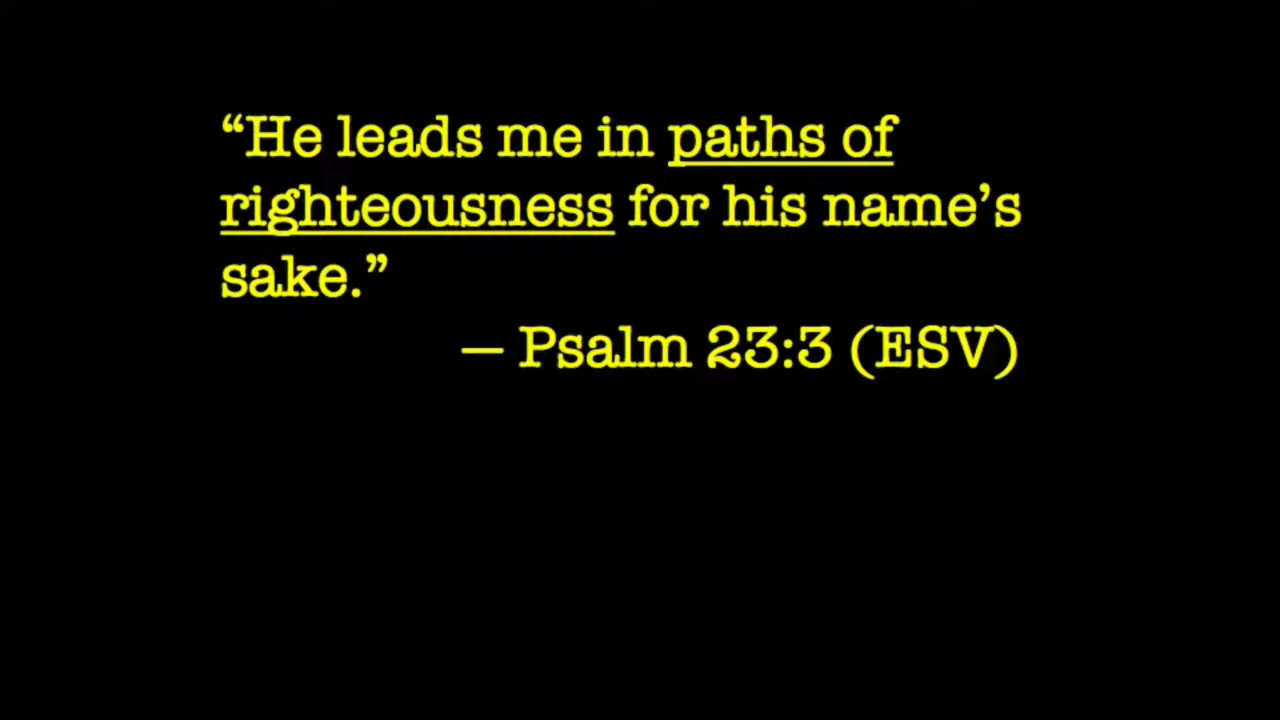 “He leads me in paths of
righteousness for his name’s
sake.”
— Psalm 23:3 (ESV)